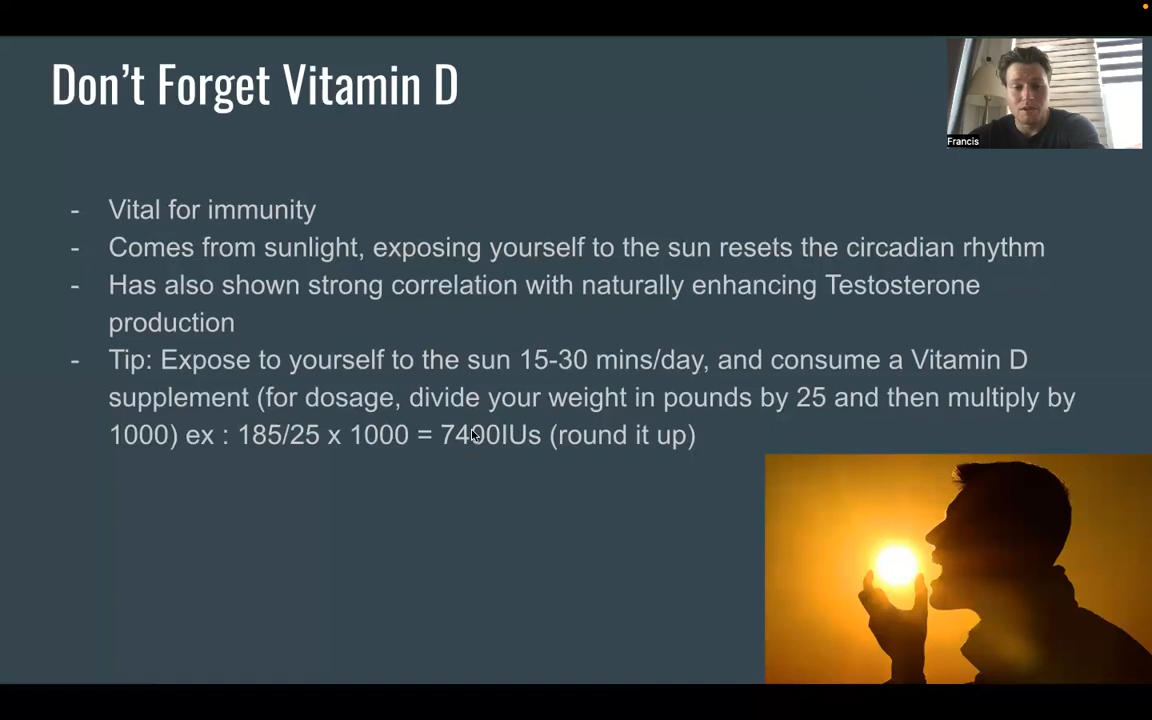 Don't Forget Vitamin D
Francis
- Vital for immunity
- Comes from sunlight, exposing yourself to the sun resets the circadian rhythm
- Has also shown strong correlation with naturally enhancing Testosterone
production
- Tip: Expose to yourself to the sun 15-30 mins/day, and consume a Vitamin D
supplement (for dosage, divide your weight in pounds by 25 and then multiply by
1000) ex : 185/25 x 1000 = 7400IUs (round it up)